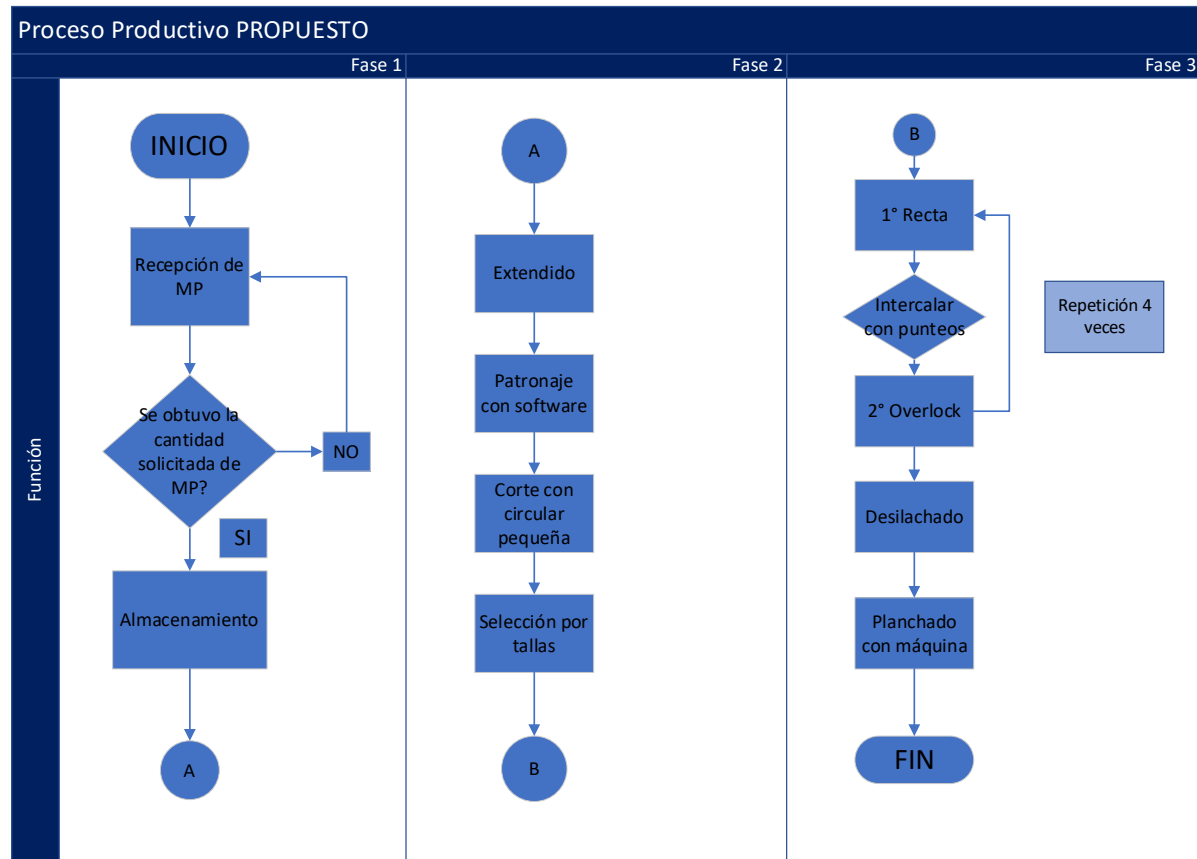 Proceso Productivo PROPUESTO
Fase 1
Fase 2
Fase 3
Función
INICIO
Recepción de
MP
Se obtuvo la
cantidad
solicitada de
MP?
NO
SI
Almacenamiento
A
A
Extendido
Patronaje
con software
Corte con
circular
pequeña
Selección por
tallas
B
B
1° Recta
Intercalar
con punteos
Repetición 4
veces
2° Overlock
Desilachado
Planchado
con máquina
FIN